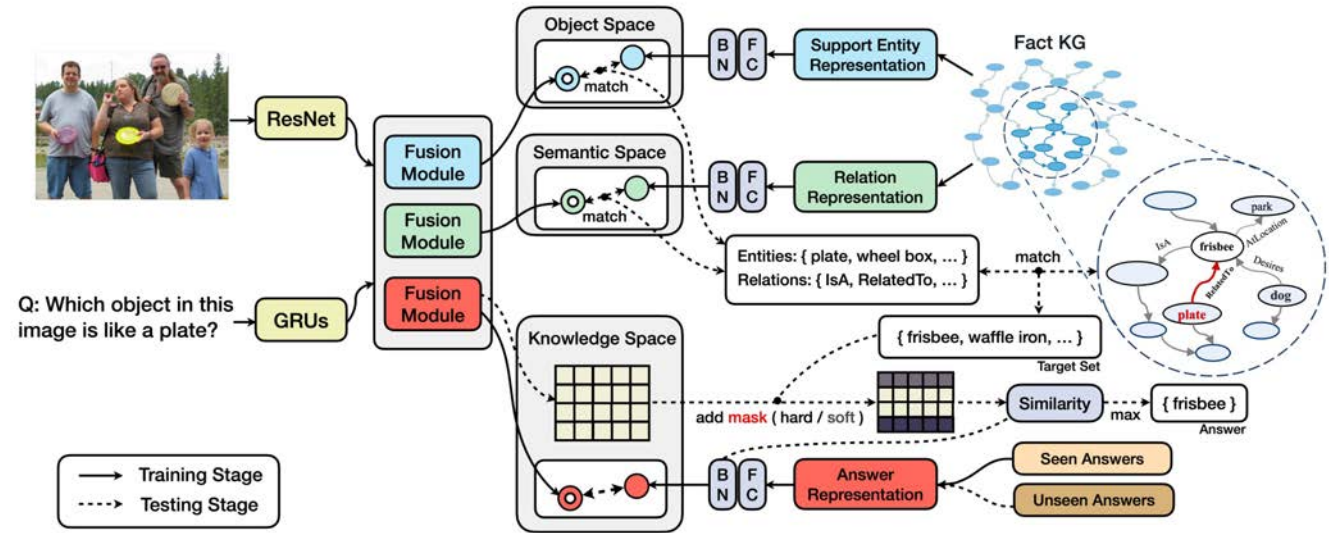 Object Space
match
B N
F C
Support Entity
Representation
Fact KG
ResNet
Fusion
Module
Semantic Space
match
B N
F C
Relation
Representation
Fusion
Module
Entities: { plate, wheel box, ... }
Relations: { IsA, RelatedTo, ... }
match
park
IsA
frisbee
AtLocation
RelatedTo
Desires
plate
dog
Q: Which object in this
image is like a plate?
GRUs
Fusion
Module
Knowledge Space
{ frisbee, waffle iron, ... }
Target Set
add mask ( hard / soft )
Similarity
max
{ frisbee }
Answer
B N
F C
Answer
Representation
Seen Answers
Unseen Answers
Training Stage
Testing Stage